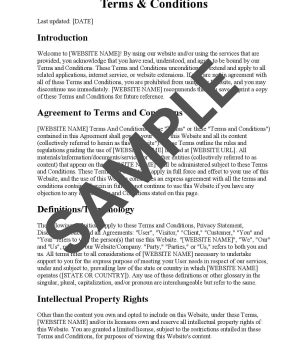 Terms & Conditions
Last updated: [DATE]
Introduction
Welcome to [WEBSITE NAME]! By using our website and/or using the services that are
provided, you acknowledge that you have read, understood, and to be bound by our
Terms and Conditions. These Terms and Conditions unconditionally extend and apply to all
related applications, internet service, or website extensions. If you are in agreement with
all of these Terms and Conditions, you are prohibited from using this Website, and you may
discontinue use immediately. [WEBSITE NAME] recommends that you save or print a copy
of these Terms and Conditions for future reference.
Agreement to Terms and Conditions
[WEBSITE NAME] Terms And Conditions (these "Terms" or these "Terms and Conditions")
contained in this Agreement shall govern your use of this Website and all its content
(collectively referred to herein as this "Website"). These Terms outline the rules and
regulations guiding the use of [WEBSITE NAME] located at [WEBSITE URL]. All
materials/information/documents/services or other entities (collectively referred to as
content) that appear on the [WEBSITE NAME] shall be administered subject to these Terms
and Conditions. These Terms apply in full force and effect to your use of this
Website, and the use of this Website constitutes an express agreement with all the terms and
conditions contained herein in full. Do not continue to use this Website if you have any
objection to any of the Terms and Conditions stated on this page.
Definitions/Terminology
The following definitions apply to these Terms and Conditions, Privacy Statement,
Disclaimer and all Agreements: "User", "Visitor," "Client," "Customer," "You" and
"Your" refers to you, the person(s) that use this Website. "[WEBSITE NAME]", "We", "Our"
and "Us", refers to our Website/Company. "Party" "Parties," or "Us," refers to both you and
us. All terms refer to all considerations of [WEBSITE NAME] necessary to undertake
support to you for the express purpose of meeting your need in respect of our services,
under and subject to, prevailing law of the state or country in which [WEBSITE NAME]
operates ([STATE OR COUNTRY]). Any use of these definitions or other glossary in the
singular, plural, capitalization, and/or pronoun are interchangeable but refer to the same.
Intellectual Property Rights
Other than the content you own and opted to include on this Website, under these Terms,
[WEBSITE NAME] and/or its licensors own and reserve all intellectual property rights of
this Website. You are granted a limited license, subject to the restrictions entailed in these
Terms and Conditions, for purposes of viewing this Website's content.
SAMPLE